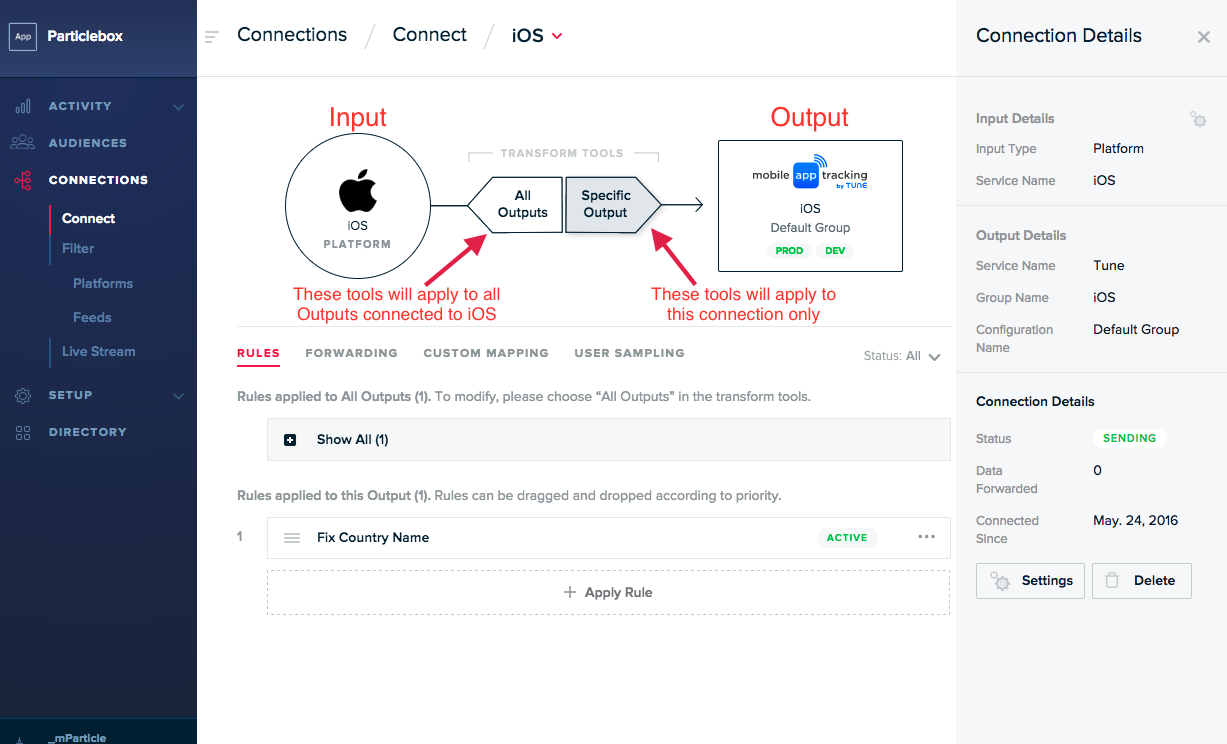 App Particlebox
ACTIVITY
AUDIENCES
CONNECTIONS
Connect
Filter
Platforms
Feeds
Live Stream
SETUP
DIRECTORY
_mParticle
Connections / Connect / iOS
Input
iOS
PLATFORM
TRANSFORM TOOLS
All
Outputs
Specific
Output
Output
mobile app tracking
by TUNE
iOS
Default Group
PROD DEV
These tools will apply to all
Outputs connected to iOS
These tools will apply to
this connection only
RULES FORWARDING CUSTOM MAPPING USER SAMPLING
Status: All
Rules applied to All Outputs (1). To modify, please choose “All Outputs” in the transform tools.
Show All (1)
Rules applied to this Output (1). Rules can be dragged and dropped according to priority.
1 Fix Country Name ACTIVE
+ Apply Rule
Connection Details
Input Details
Input Type Platform
Service Name iOS
Output Details
Service Name Tune
Group Name iOS
Configuration Default Group
Name
Connection Details
Status SENDING
Data 0
Forwarded
Connected May. 24, 2016
Since
Settings Delete